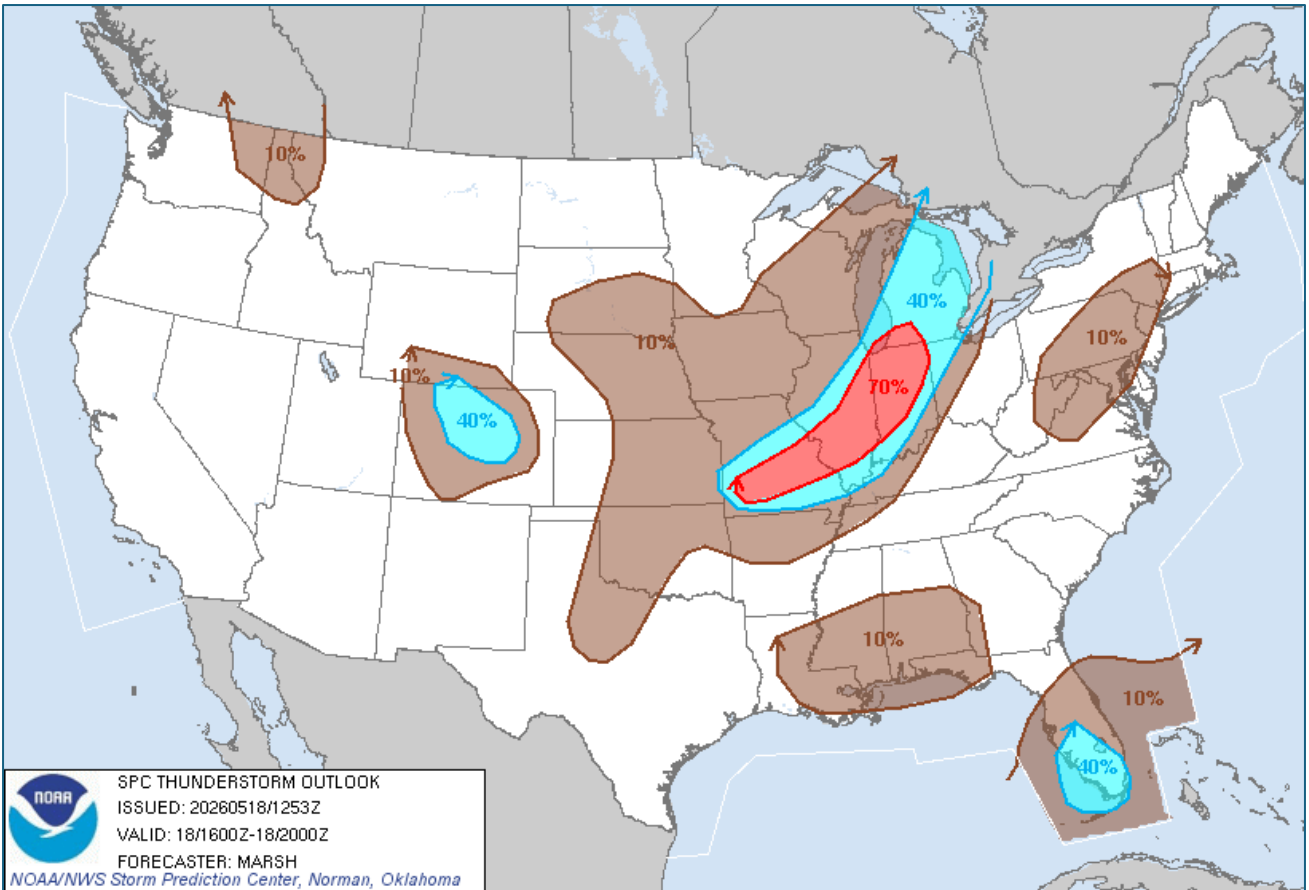 10%
40%
10%
10%
10%
70%
10%
40%
10%
10%
40%
NOAA
SPC THUNDERSTORM OUTLOOK
ISSUED: 20260518/1253Z
VALID: 18/1600Z-18/2000Z
FORECASTER: MARSH
NOAA/NWS Storm Prediction Center, Norman, Oklahoma